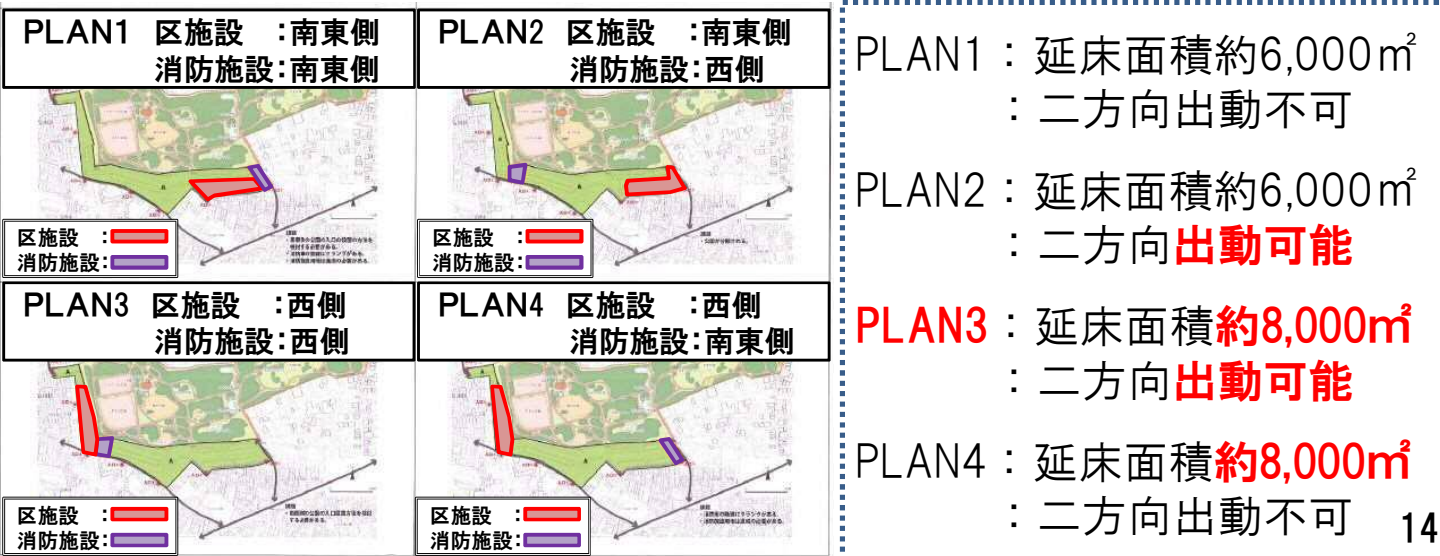 PLAN1 区施設 :南東側
消防施設:南東側
区施設 :
消防施設:
PLAN2 区施設 :南東側
消防施設:西側
区施設 :
消防施設:
PLAN3 区施設 :西側
消防施設:西側
区施設 :
消防施設:
PLAN4 区施設 :西側
消防施設:南東側
区施設 :
消防施設:
PLAN1：延床面積約6,000㎡
：二方向出動不可
PLAN2：延床面積約6,000㎡
：二方向出動可能
PLAN3：延床面積約8,000㎡
：二方向出動可能
PLAN4：延床面積約8,000㎡
：二方向出動不可
14